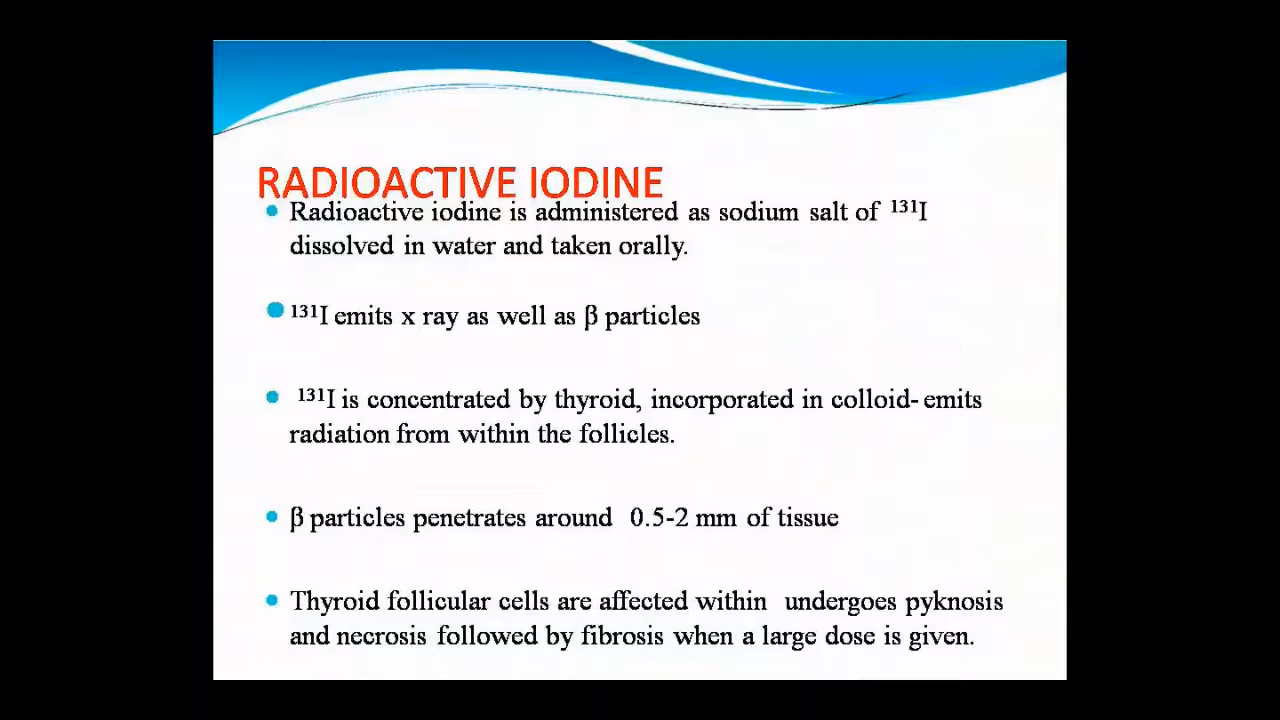 RADIOACTIVE IODINE
• Radioactive iodine is administered as sodium salt of ¹³¹I
dissolved in water and taken orally.
• ¹³¹I emits x ray as well as β particles
• ¹³¹I is concentrated by thyroid, incorporated in colloid- emits
radiation from within the follicles.
• β particles penetrates around 0.5-2 mm of tissue
• Thyroid follicular cells are affected within undergoes pyknosis
and necrosis followed by fibrosis when a large dose is given.